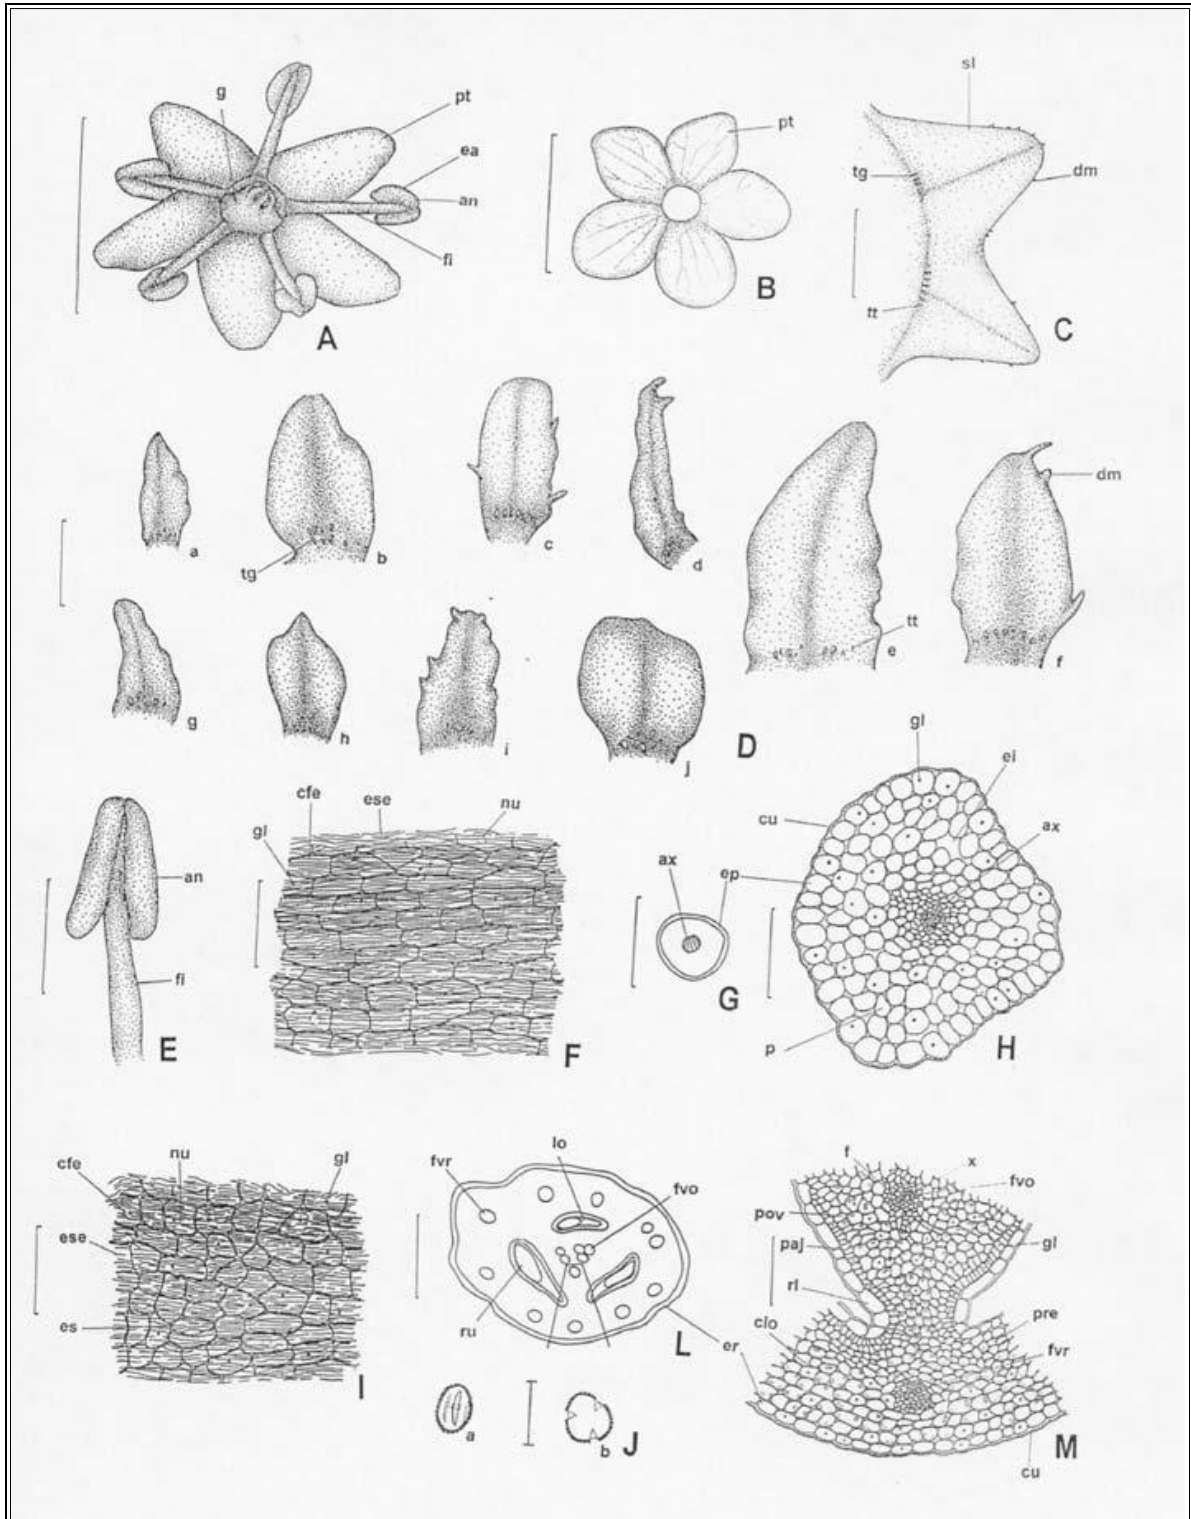 g
pt
ea
an
fi
A
pt
B
sl
tg
dm
tt
C
a
b
tg
c
d
e
tt
dm
f
g
h
i
j
D
an
fi
E
cfe
ese
nu
gl
F
ax
ep
G
gl
ei
cu
ax
p
H
cfe
nu
gl
ese
es
I
lo
fvr
fvo
ru
L
er
a
b
J
f
x
fvo
pov
paj
gl
rl
clo
pre
fvr
cu
M